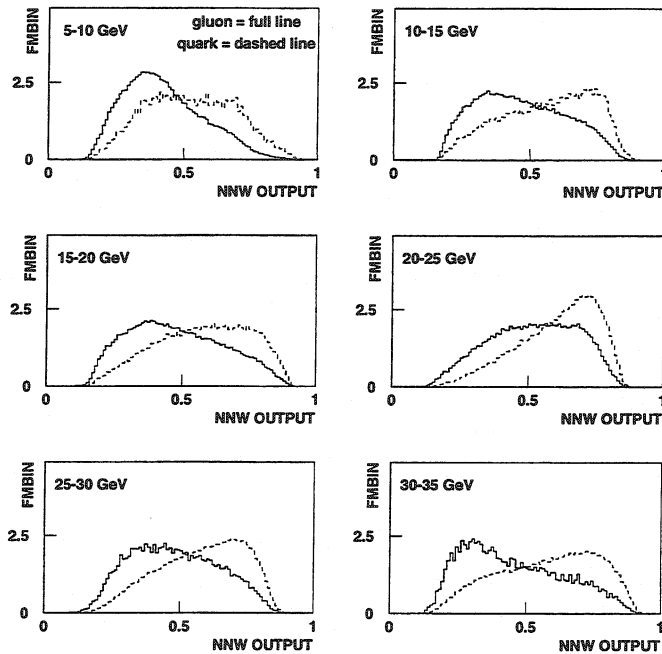 FMBIN
5-10 GeV
gluon = full line
quark = dashed line
2.5
0
0
0.5
1
NNW OUTPUT
FMBIN
10-15 GeV
2.5
0
0
0.5
1
NNW OUTPUT
FMBIN
15-20 GeV
2.5
0
0
0.5
1
NNW OUTPUT
FMBIN
20-25 GeV
2.5
0
0
0.5
1
NNW OUTPUT
FMBIN
25-30 GeV
2.5
0
0
0.5
1
NNW OUTPUT
FMBIN
30-35 GeV
2.5
0
0
0.5
1
NNW OUTPUT